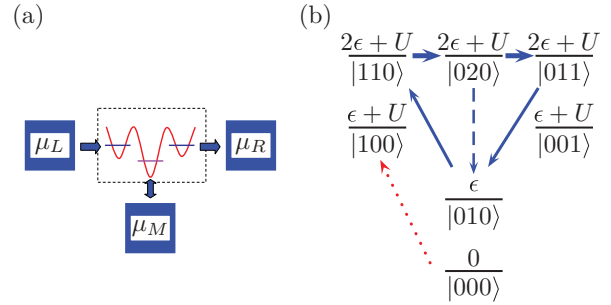 (a)
(b)
μ_L
μ_R
μ_M
2ϵ + U
|110⟩
2ϵ + U
|020⟩
2ϵ + U
|011⟩
ϵ + U
|100⟩
ϵ + U
|001⟩
ϵ
|010⟩
0
|000⟩